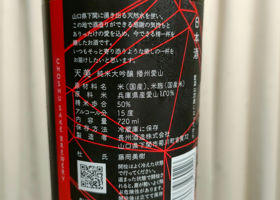 日本酒
山口県下関に湧き出る天然水を使い、
この地で酒造りができる感謝の気持ちと
ありったけの愛を込め、今できる精一杯を
醸したお酒です。
いつもそっと寄り添うような優しい一杯を
お届けしたいと思います。
天美 純米大吟醸 播州愛山
原材料名 米(国産)、米麹(国産米)
原料米 兵庫県産愛山100%
精米歩合 50%
アルコール分 15度
内容量 720ml
保存方法 冷蔵庫に保存
製造者 長州酒造株式会社
山口県下関市菊川町
杜氏 藤岡美樹
CHOSHU SAKE BREWERY